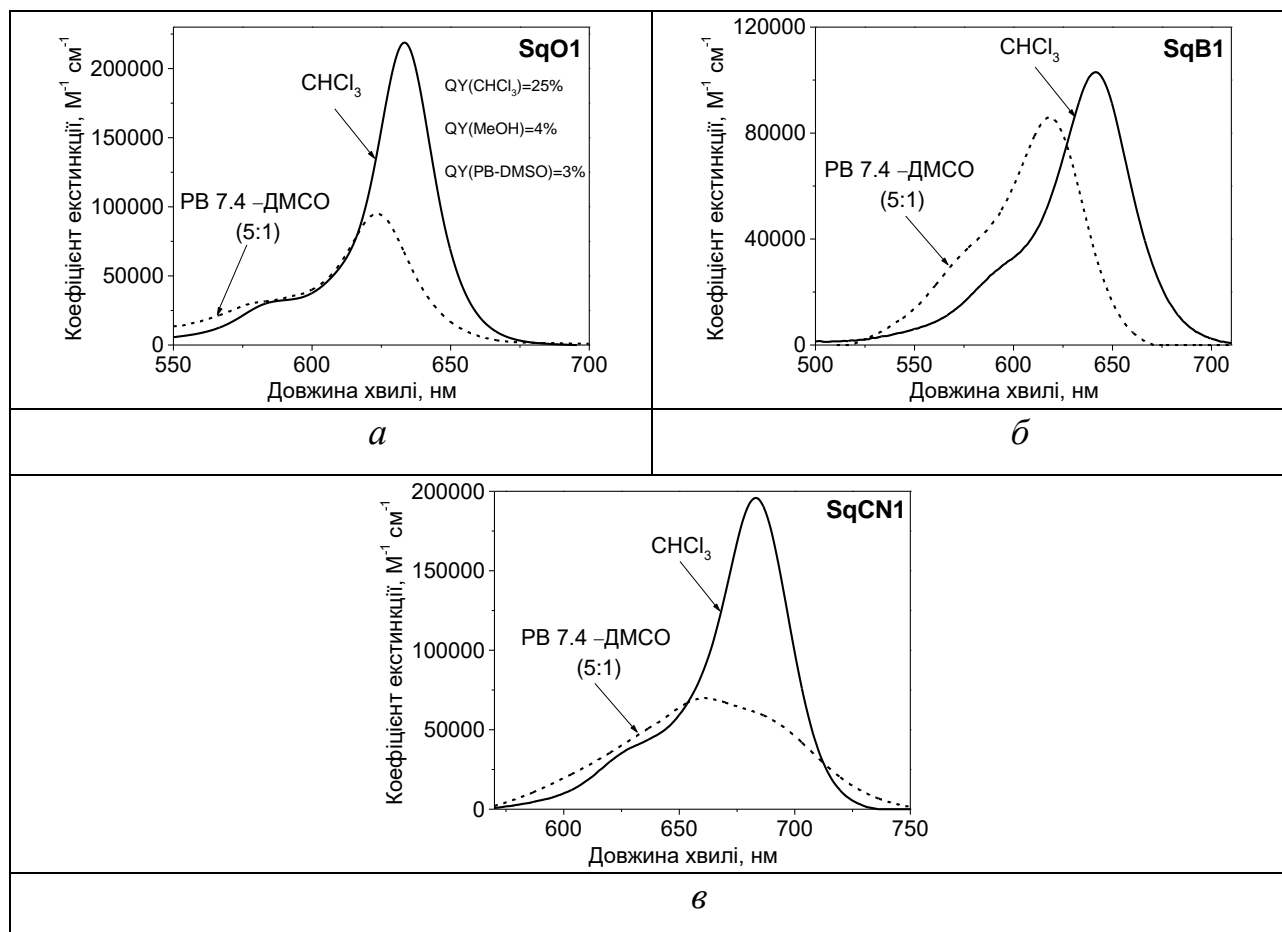 SqO1
CHCl3
QY(CHCl3)=25%
QY(MeOH)=4%
QY(PB-DMSO)=3%
PB 7.4 –ДМСО
(5:1)
Коефіцієнт екстинкції, M-1 см-1
200000
150000
100000
50000
0
550 600 650 700
Довжина хвилі, нм
SqB1
CHCl3
PB 7.4 –ДМСО
(5:1)
Коефіцієнт екстинкції, M-1 см-1
120000
80000
40000
0
500 550 600 650 700
Довжина хвилі, нм
а б
SqCN1
CHCl3
PB 7.4 –ДМСО
(5:1)
Коефіцієнт екстинкції, M-1 см-1
200000
150000
100000
50000
0
600 650 700 750
Довжина хвилі, нм
в